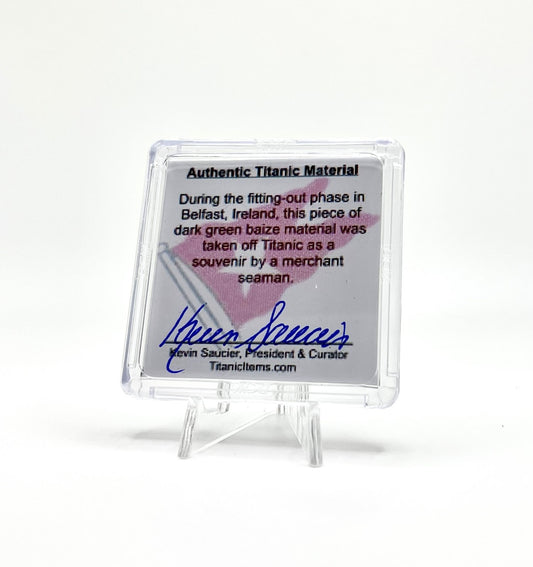 Authentic Titanic Material
During the fitting-out phase in
Belfast, Ireland, this piece of
dark green baize material was
taken off Titanic as a
souvenir by a merchant
seaman.
Kevin Saucier
Kevin Saucier, President & Curator
TitanicItems.com